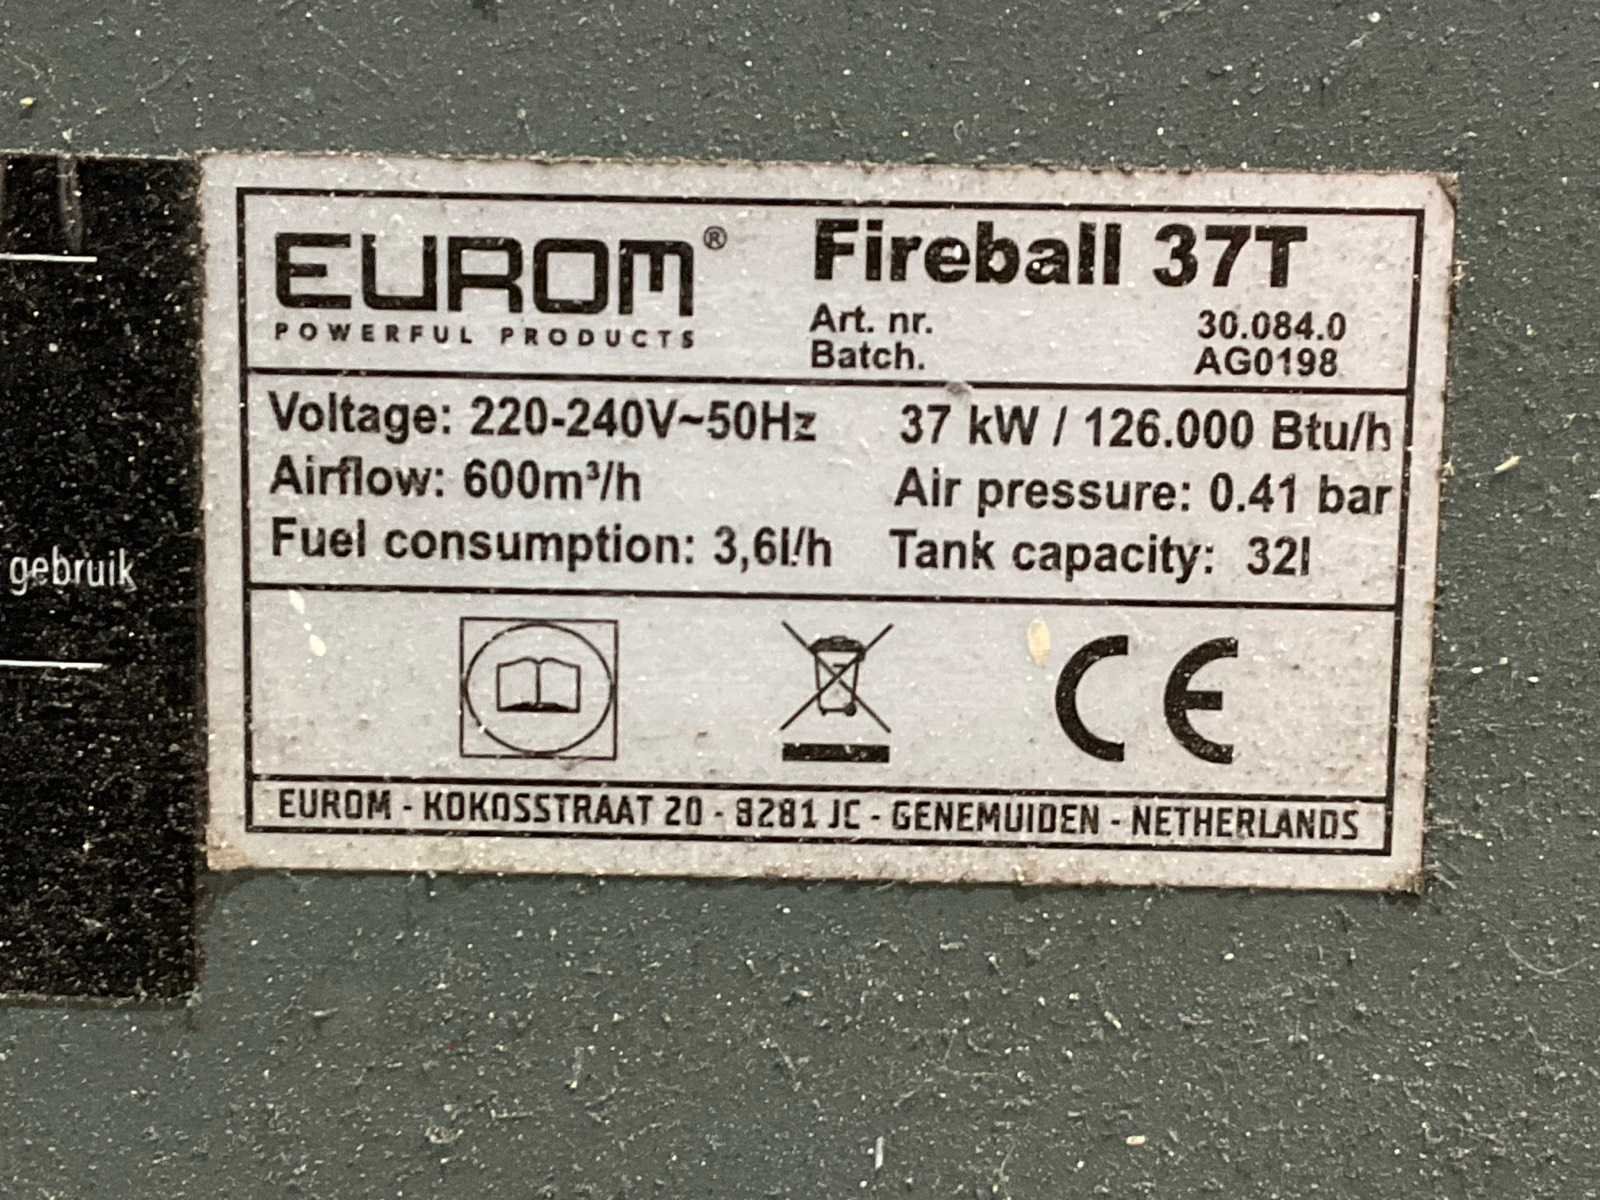 EUROM®
POWERFUL PRODUCTS
Fireball 37T
Art. nr. 30.084.0
Batch. AG0198
Voltage: 220-240V~50Hz 37 kW / 126.000 Btu/h
Airflow: 600m³/h Air pressure: 0.41 bar
Fuel consumption: 3,6l/h Tank capacity: 32l
gebruik
CE
EUROM - KOKOSSTRAAT 20 - 8281 JC - GENEMUIDEN - NETHERLANDS